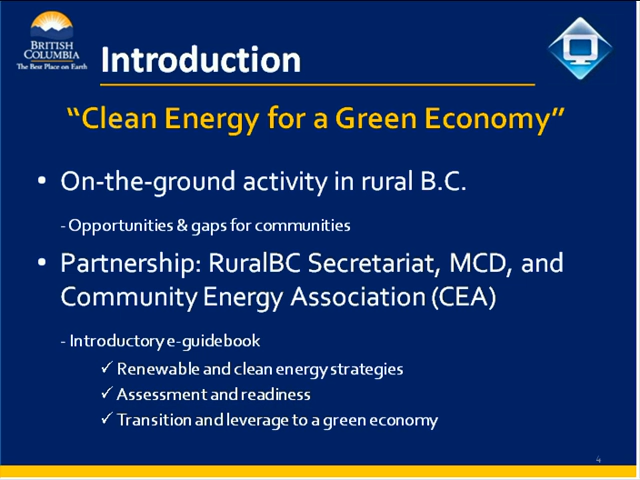 BRITISH
COLUMBIA
The Best Place on Earth
Introduction
“Clean Energy for a Green Economy”
• On-the-ground activity in rural B.C.
- Opportunities & gaps for communities
• Partnership: RuralBC Secretariat, MCD, and
Community Energy Association (CEA)
- Introductory e-guidebook
✓ Renewable and clean energy strategies
✓ Assessment and readiness
✓ Transition and leverage to a green economy
4